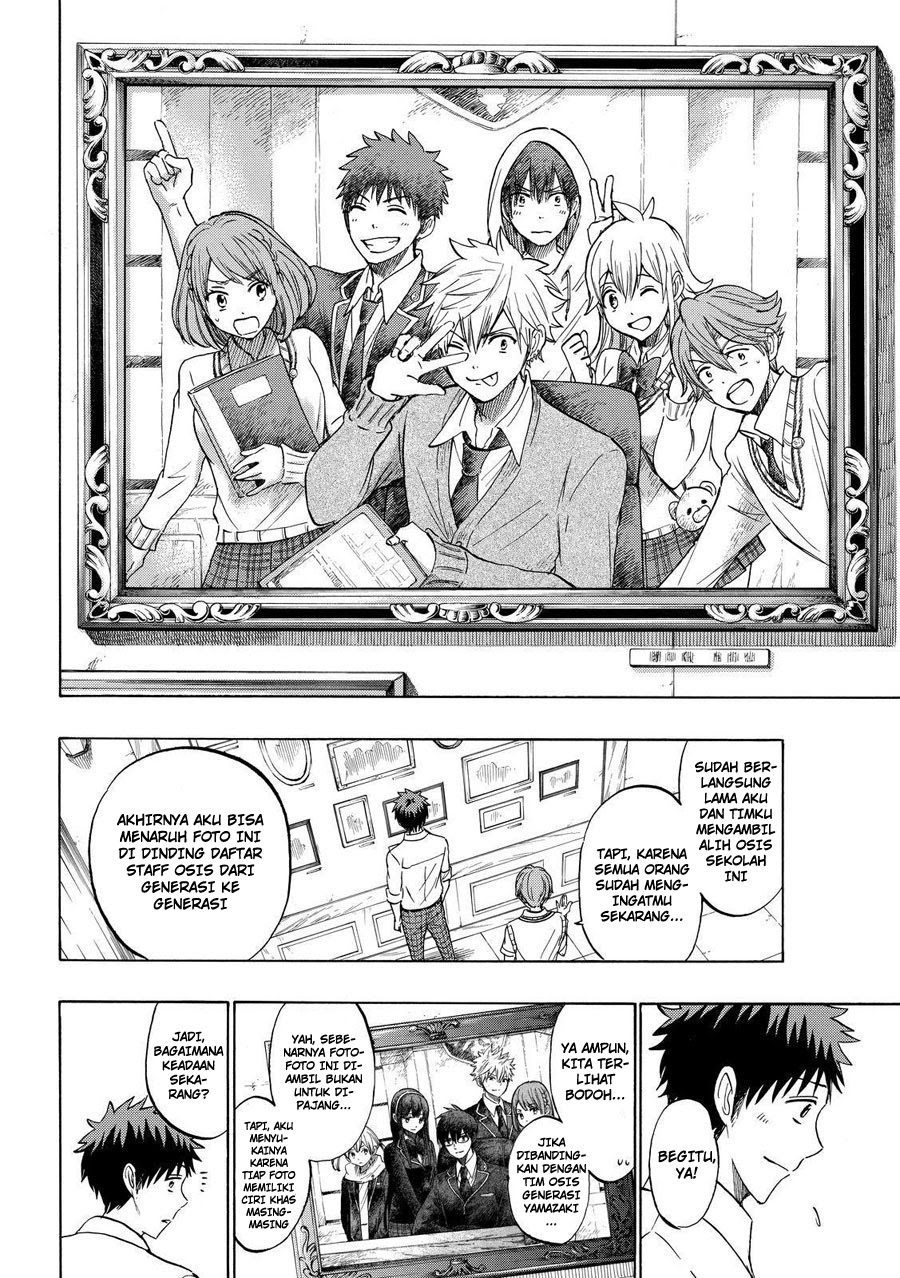 SUDAH BER-
LANGSUNG
LAMA AKU
DAN TIMKU
MENGAMBIL
ALIH OSIS
SEKOLAH
INI
TAPI, KARENA
SEMUA ORANG
SUDAH MENG-
INGATMU
SEKARANG...
AKHIRNYA AKU BISA
MENARUH FOTO INI
DI DINDING DAFTAR
STAFF OSIS DARI
GENERASI KE
GENERASI
BEGITU,
YA!
YA AMPUN,
KITA TER-
LIHAT
BODOH...
JIKA
DIBANDING-
KAN DENGAN
TIM OSIS
GENERASI
YAMAZAKI
...
YAH, SEBE-
NARNYA FOTO-
FOTO INI DI-
AMBIL BUKAN
UNTUK DI-
PAJANG...
TAPI, AKU
MENYU-
KAINYA
KARENA
TIAP FOTO
MEMILIKI
CIRI KHAS
MASING-
MASING
JADI,
BAGAIMANA
KEADAAN
SEKA-
RANG?